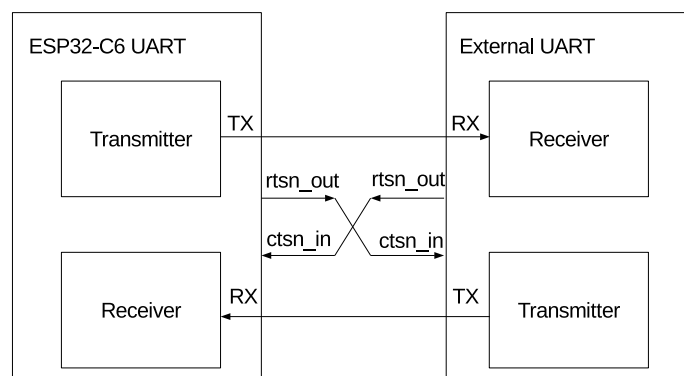 ESP32-C6 UART
External UART
Transmitter
TX
RX
Receiver
rtsn_out
rtsn_out
ctsn_in
ctsn_in
Receiver
RX
TX
Transmitter